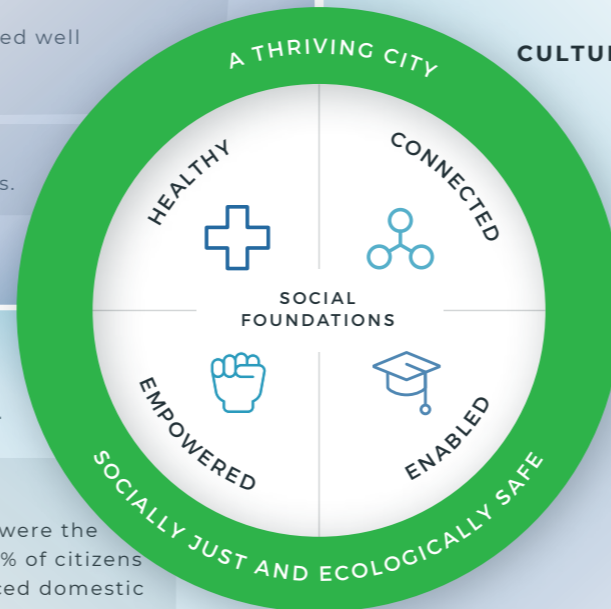 ed well
A THRIVING CITY
CULTU
s.
HEALTHY
CONNECTED
SOCIAL
FOUNDATIONS
EMPOWERED
ENABLED
SOCIALLY JUST AND ECOLOGICALLY SAFE
were the
% of citizens
ced domestic